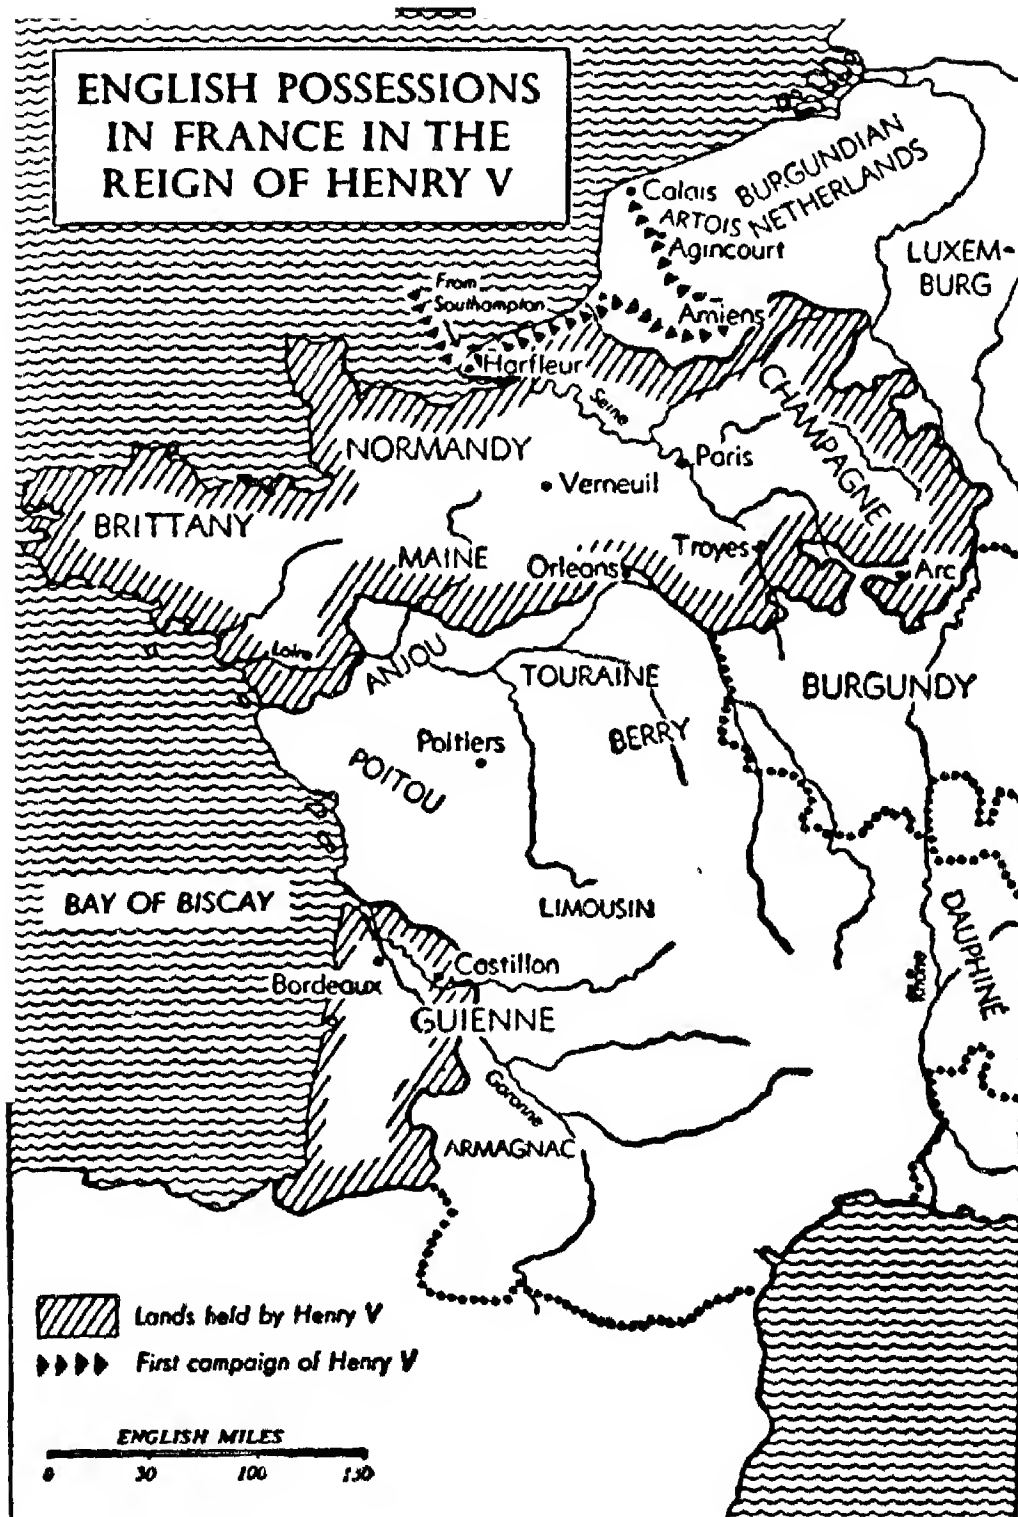 ENGLISH POSSESSIONS
IN FRANCE IN THE
REIGN OF HENRY V
Calais
BURGUNDIAN
NETHERLANDS
ARTOIS
Agincourt
LUXEM-
BURG
From
Southampton
Amiens
Harfleur
Seine
CHAMPAGNE
NORMANDY
Paris
Verneuil
BRITTANY
MAINE
Orleans
Troyes
Arc
Loire
ANJOU
TOURAINE
BURGUNDY
Poitiers
BERRY
POITOU
BAY OF BISCAY
LIMOUSIN
DAUPHINÉ
Castillon
Bordeaux
Rhône
GUIENNE
Garonne
ARMAGNAC
Lands held by Henry V
First campaign of Henry V
ENGLISH MILES
0 50 100 150